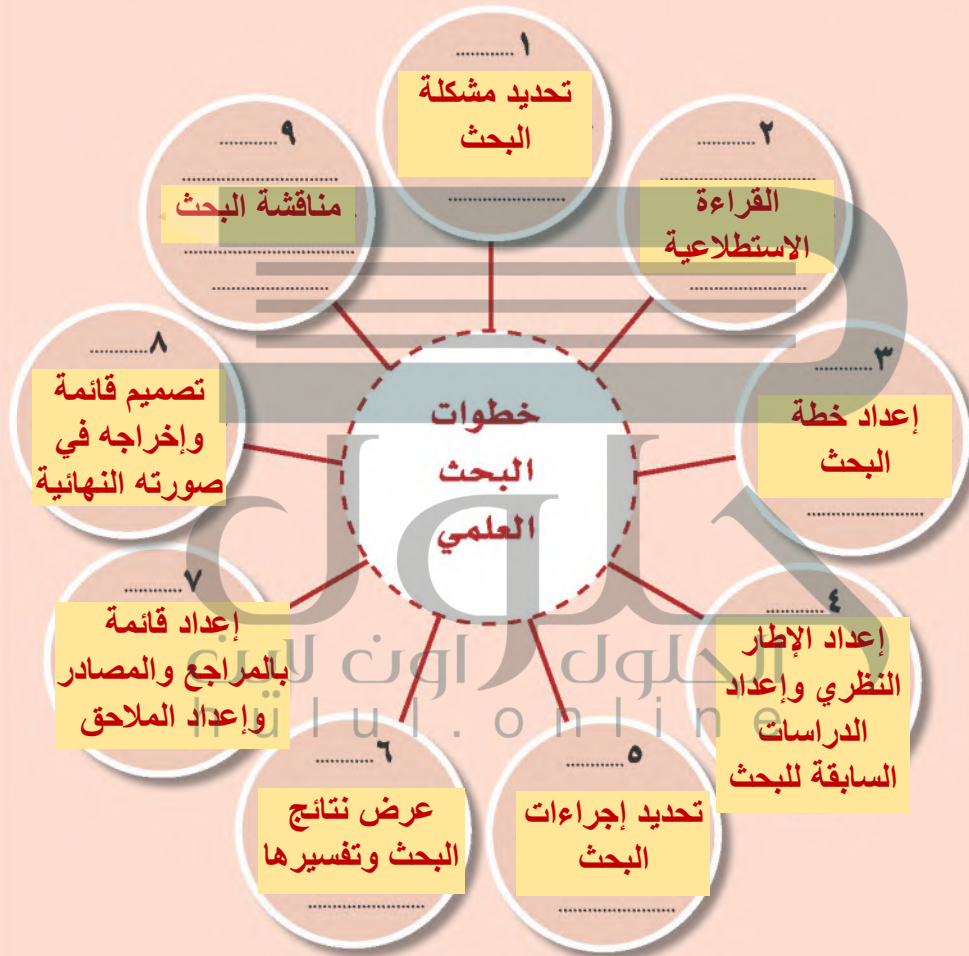 خطوات
البحث
العلمي
١ ............
تحديد مشكلة
البحث
٢ ............
القراءة
الاستطلاعية
٣ ............
إعداد خطة
البحث
٤ ............
إعداد الإطار
النظري وإعداد
الدراسات
السابقة للبحث
٥ ............
تحديد إجراءات
البحث
٦ ............
عرض نتائج
البحث وتفسيرها
٧ ............
إعداد قائمة
بالمراجع والمصادر
وإعداد الملاحق
٨ ............
تصميم قائمة
وإخراجه في
صورته النهائية
٩ ............
مناقشة البحث
حلول
الحلول اون لاين
hulul.online